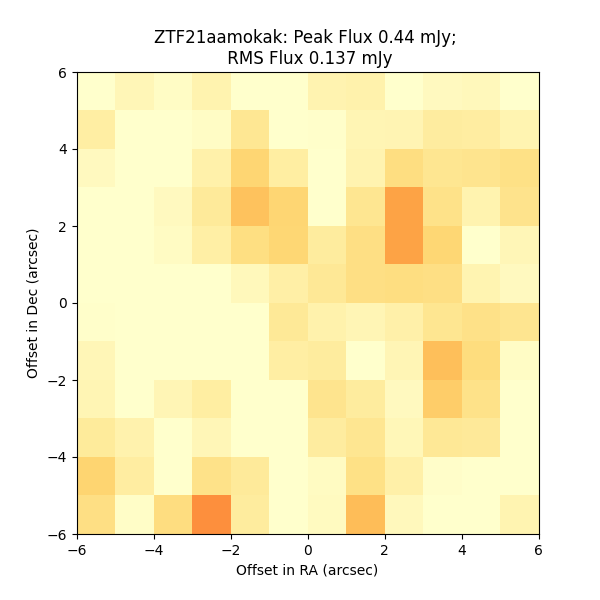 ZTF21aamokak: Peak Flux 0.44 mJy;
RMS Flux 0.137 mJy
6
4
2
0
−2
−4
−6
Offset in Dec (arcsec)
−6 −4 −2 0 2 4 6
Offset in RA (arcsec)